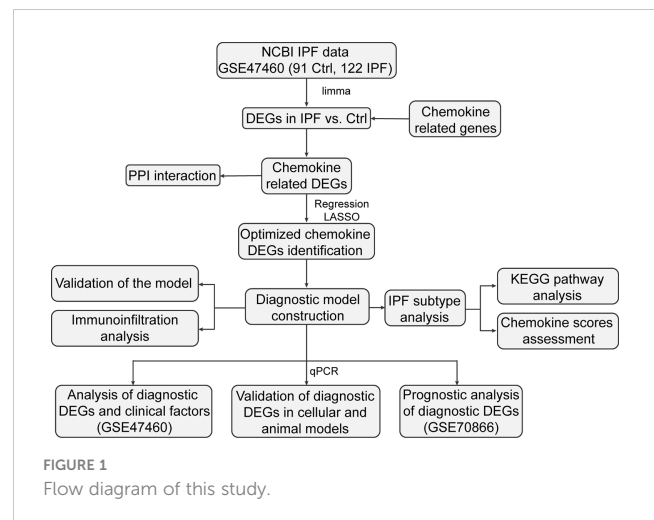 NCBI IPF data
GSE47460 (91 Ctrl, 122 IPF)
limma
DEGs in IPF vs. Ctrl
Chemokine
related genes
PPI interaction
Chemokine
related DEGs
Regression
LASSO
Optimized chemokine
DEGs identification
Validation of the model
Immunoinfiltration
analysis
Diagnostic model
construction
IPF subtype
analysis
KEGG pathway
analysis
Chemokine scores
assessment
qPCR
Analysis of diagnostic
DEGs and clinical factors
(GSE47460)
Validation of diagnostic
DEGs in cellular and
animal models
Prognostic analysis
of diagnostic DEGs
(GSE70866)
FIGURE 1
Flow diagram of this study.